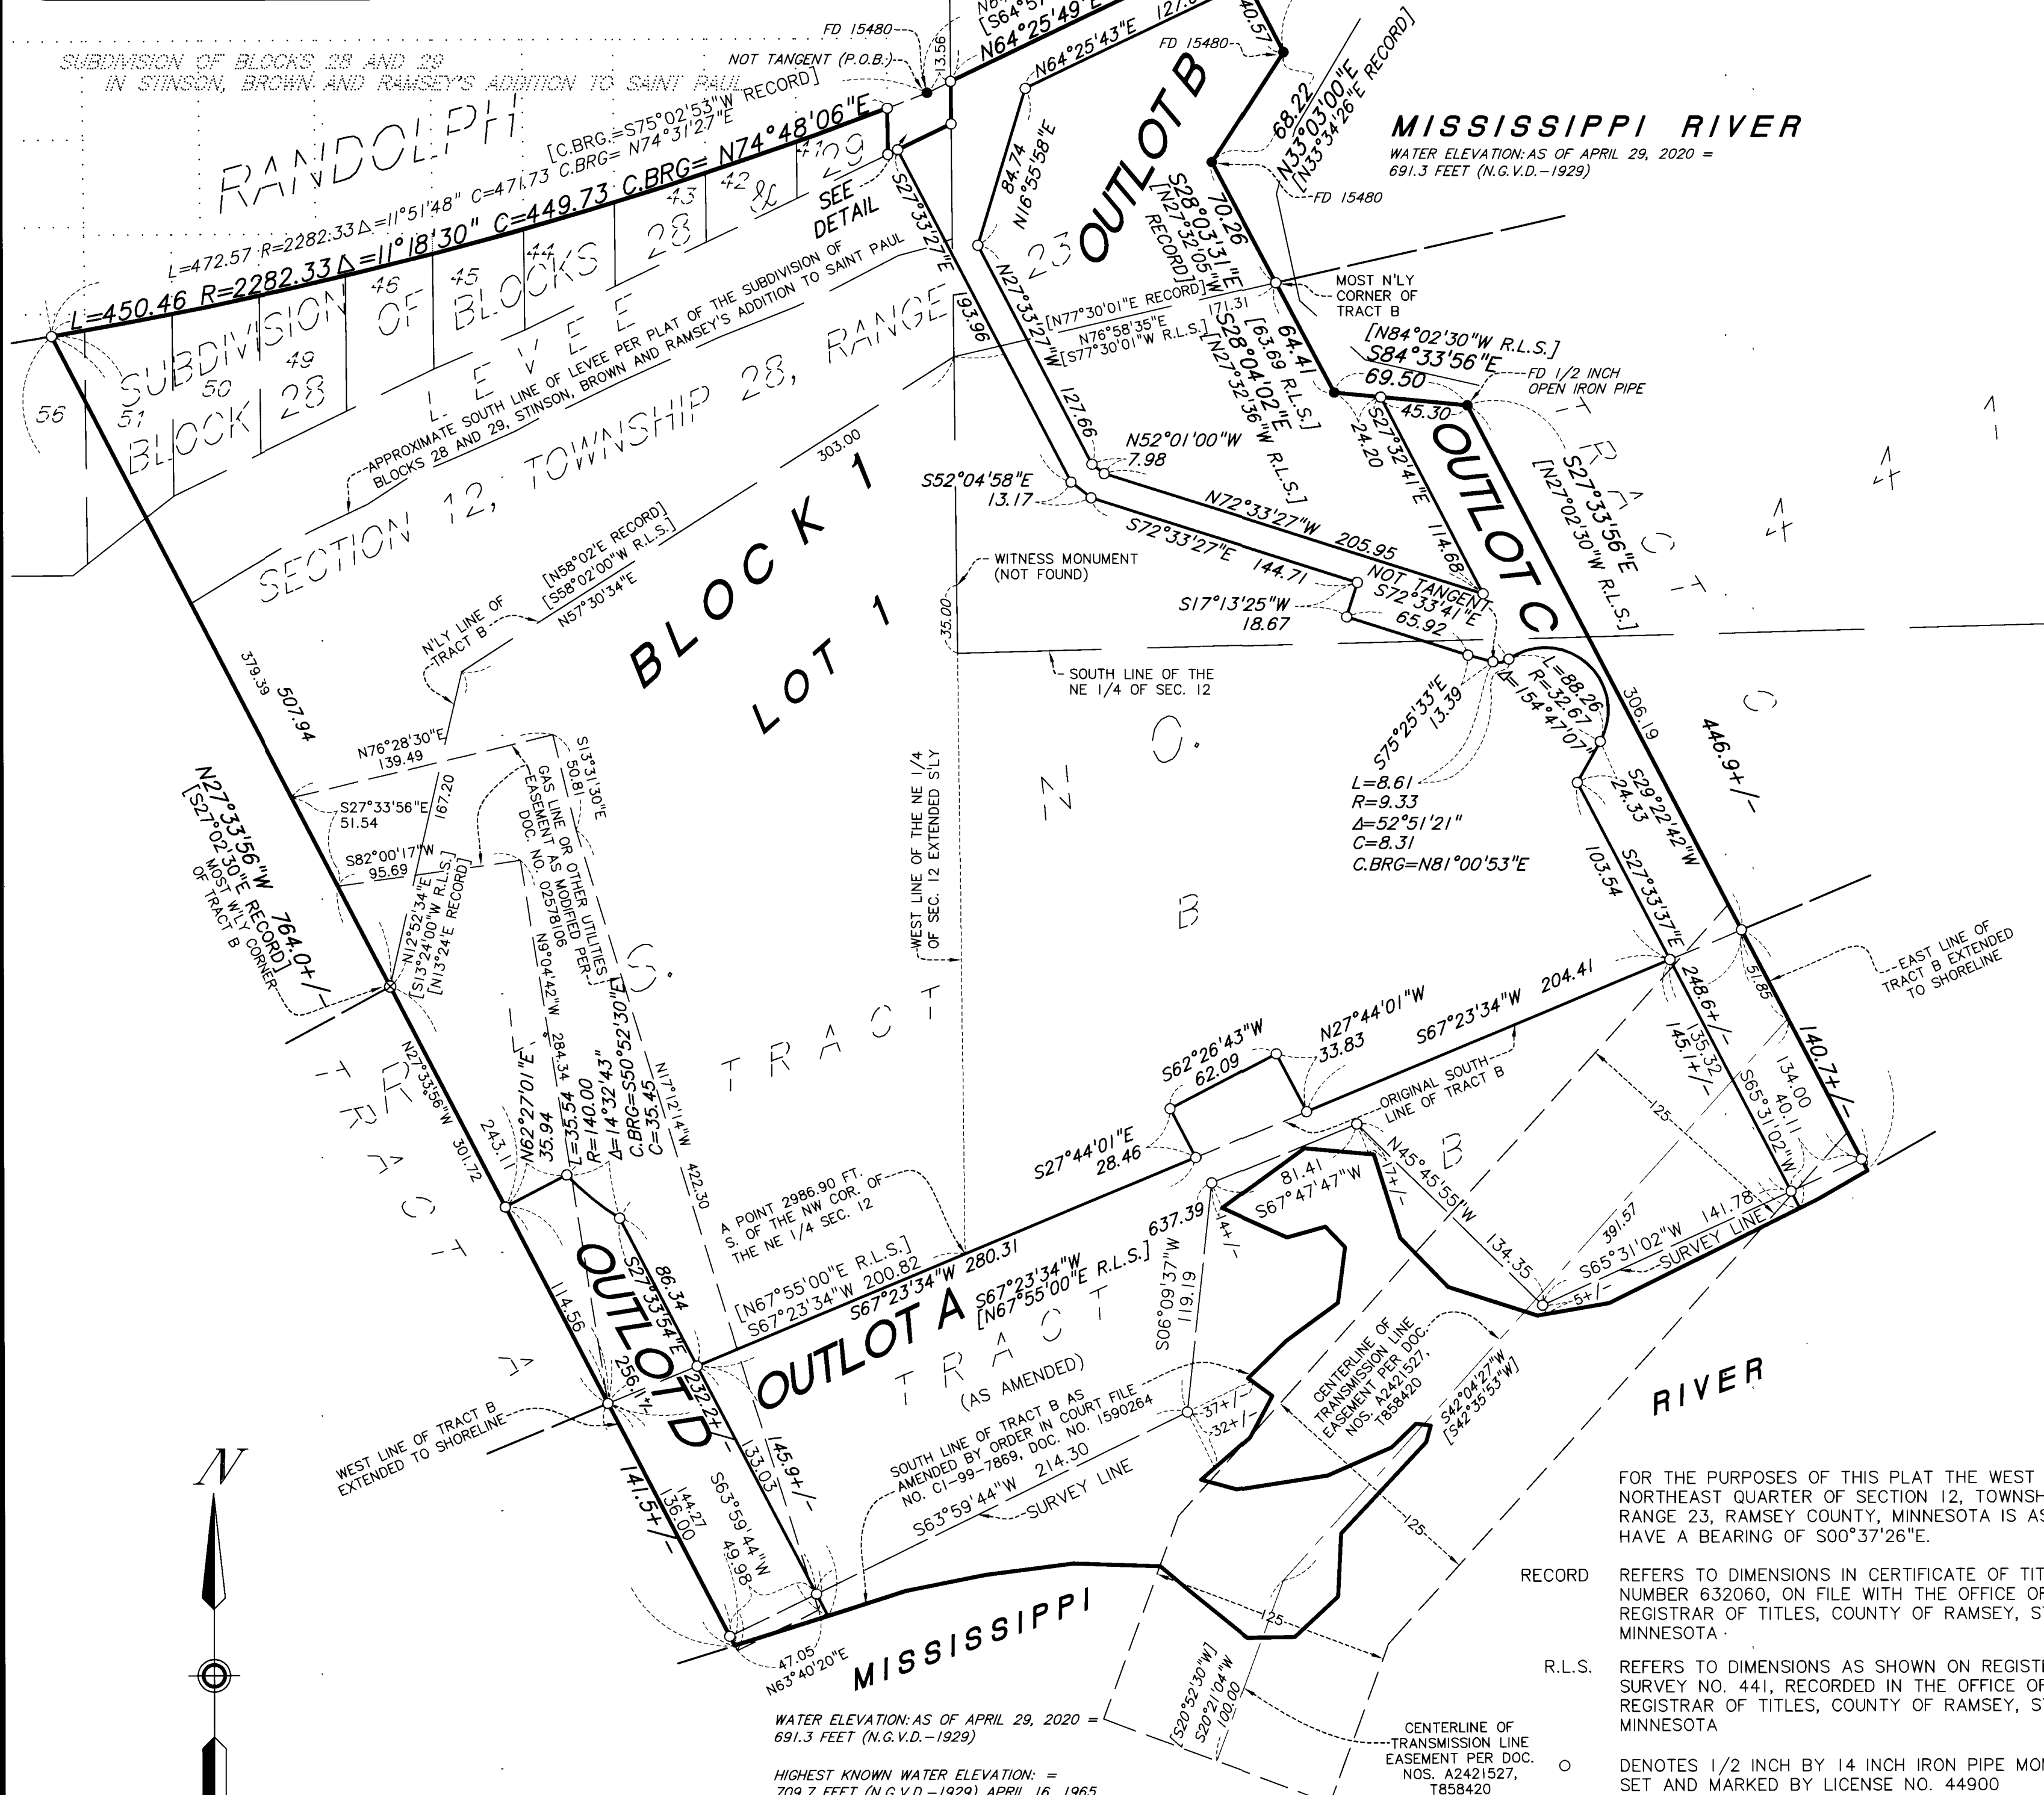 SUBDIVISION OF BLOCKS 28 AND 29
IN STINSON, BROWN AND RAMSEY'S ADDITION TO SAINT PAUL
FD 15480
NOT TANGENT (P.O.B.)
13.56
N64°25'49"E
N64°25'43"E
FD 15480
OUTLOT B
68.22
N33°03'00"E
[N33°34'26"E RECORD]
FD 15480
MISSISSIPPI RIVER
WATER ELEVATION: AS OF APRIL 29, 2020 =
691.3 FEET (N.G.V.D.-1929)
RANDOLPH
[C.BRG.=S75°02'53"W RECORD]
L=472.57 R=2282.33 Δ=11°51'48" C=471.73 C.BRG= N74°31'27"E
L=450.46 R=2282.33 Δ=11°18'30" C=449.73 C.BRG= N74°48'06"E
SEE
DETAIL
41
42
43
44
45
46
49
50
51
56
SUBDIVISION OF BLOCKS 28 & 29
BLOCK 28
LEVEE
APPROXIMATE SOUTH LINE OF LEVEE PER PLAT OF THE SUBDIVISION OF
BLOCKS 28 AND 29, STINSON, BROWN AND RAMSEY'S ADDITION TO SAINT PAUL
SECTION 12, TOWNSHIP 28, RANGE 23
S27°33'27"E
93.96
84.74
N16°55'58"E
N27°33'27"W
127.66
70.26
S28°03'31"E
[N27°32'05"W
RECORD]
[N77°30'01"E RECORD]
N76°58'35"E
[S77°30'01"W R.L.S.]
171.31
MOST N'LY
CORNER OF
TRACT B
64.41
[63.69 R.L.S.]
S28°04'02"E
[N27°32'36"W R.L.S.]
[N84°02'30"W R.L.S.]
S84°33'56"E
69.50
FD 1/2 INCH
OPEN IRON PIPE
45.30
24.20
S27°32'41"E
114.68
OUTLOT C
S27°33'56"E
[N27°02'30"W R.L.S.]
TRACT C
441
N52°01'00"W
7.98
S52°04'58"E
13.17
N72°33'27"W 205.95
S72°33'27"E 144.71
NOT TANGENT
S72°33'41"E
65.92
S17°13'25"W
18.67
WITNESS MONUMENT
(NOT FOUND)
35.00
SOUTH LINE OF THE
NE 1/4 OF SEC. 12
S75°25'33"E
13.39
L=88.26
R=32.67
Δ=154°47'07"
L=8.61
R=9.33
Δ=52°51'21"
C=8.31
C.BRG=N81°00'53"E
306.19
446.9+/-
S29°22'42"W
24.33
103.54
S27°33'37"E
BLOCK 1
LOT 1
303.00
[N58°02'E RECORD]
[S58°02'00"W R.L.S.]
N57°30'34"E
N'LY LINE OF
TRACT B
379.39
507.94
N76°28'30"E
139.49
S27°33'56"E
51.54
167.20
S82°00'17"W
95.69
S13°31'30"E
50.81
GAS LINE OR OTHER UTILITIES
EASEMENT AS MODIFIED PER
DOC. NO. 02578106
N27°33'56"W 764.0+/-
[S27°02'30"E RECORD]
MOST W'LY CORNER
OF TRACT B
N12°52'34"E
[S13°24'00"W R.L.S.]
[N13°24'E RECORD]
N9°04'42"W 284.34
N27°33'56"W 301.72
243.11
N62°27'01"E
35.94
L=35.54
R=140.00
Δ=14°32'43"
C.BRG=S50°52'30"E
C=35.45
N17°12'14"W 422.30
WEST LINE OF THE NE 1/4
OF SEC. 12 EXTENDED S'LY
R. L. S. NO.
TRACT B
TRACT A
A POINT 2986.90 FT.
S. OF THE NW COR. OF
THE NE 1/4 SEC. 12
[N67°55'00"E R.L.S.]
S67°23'34"W 200.82
S67°23'34"W 280.31
637.39
S67°23'34"W
[N67°55'00"E R.L.S.]
S27°44'01"E
28.46
S62°26'43"W
62.09
N27°44'01"W
33.83
S67°23'34"W 204.41
ORIGINAL SOUTH
LINE OF TRACT B
EAST LINE OF
TRACT B EXTENDED
TO SHORELINE
51.85
248.6+/-
135.32
145.1+/-
140.7+/-
134.00
40.11
S65°31'02"W
125
81.41
S67°47'47"W
17+/-
14+/-
N45°45'55"W
134.35
391.57
S65°31'02"W 141.78
SURVEY LINE
5+/-
OUTLOT D
86.34
S27°33'54"E
114.56
256.1+/-
232.2+/-
OUTLOT A
TRACT B
(AS AMENDED)
SOUTH LINE OF TRACT B AS
AMENDED BY ORDER IN COURT FILE
NO. C1-99-7869, DOC. NO. 1590264
S06°09'37"W
119.19
37+/-
32+/-
S63°59'44"W 214.30
SURVEY LINE
CENTERLINE OF
TRANSMISSION LINE
EASEMENT PER DOC.
NOS. A2421527,
T858420
S42°04'27"W
[S42°35'53"W]
125
WEST LINE OF TRACT B
EXTENDED TO SHORELINE
145.9+/-
133.03
144.27
136.00
141.5+/-
S63°59'44"W
49.98
47.05
N63°40'20"E
N
MISSISSIPPI RIVER
125
[S20°52'30"W]
S20°21'04"W
100.00
CENTERLINE OF
TRANSMISSION LINE
EASEMENT PER DOC.
NOS. A2421527,
T858420
WATER ELEVATION: AS OF APRIL 29, 2020 =
691.3 FEET (N.G.V.D.-1929)
HIGHEST KNOWN WATER ELEVATION: =
709.7 FEET (N.G.V.D.-1929) APRIL 16, 1965
FOR THE PURPOSES OF THIS PLAT THE WEST
NORTHEAST QUARTER OF SECTION 12,
RANGE 23, RAMSEY COUNTY, MINNESOTA IS
HAVE A BEARING OF S00°37'26"E.
RECORD REFERS TO DIMENSIONS IN CERTIFICATE OF
NUMBER 632060, ON FILE WITH THE OFFICE OF
REGISTRAR OF TITLES, COUNTY OF RAMSEY,
MINNESOTA
R.L.S. REFERS TO DIMENSIONS AS SHOWN ON
SURVEY NO. 441, RECORDED IN THE OFFICE OF
REGISTRAR OF TITLES, COUNTY OF RAMSEY,
MINNESOTA
DENOTES 1/2 INCH BY 14 INCH IRON PIPE
SET AND MARKED BY LICENSE NO. 44900